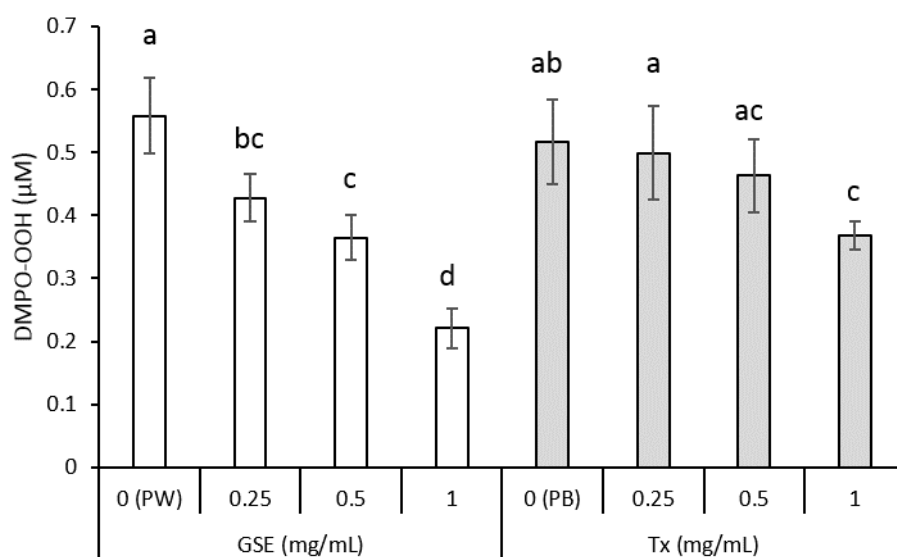 DMPO-OOH (µM)
0.7
0.6
0.5
0.4
0.3
0.2
0.1
0
a
bc
c
d
ab
a
ac
c
0 (PW) 0.25 0.5 1 0 (PB) 0.25 0.5 1
GSE (mg/mL) Tx (mg/mL)